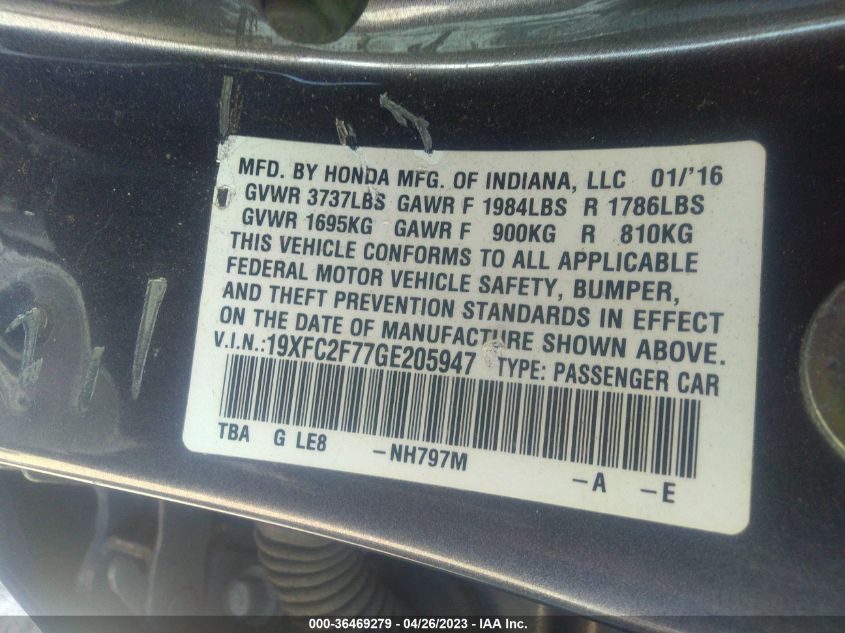 MFD. BY HONDA MFG. OF INDIANA, LLC 01/'16
GVWR 3737LBS GAWR F 1984LBS R 1786LBS
GVWR 1695KG GAWR F 900KG R 810KG
THIS VEHICLE CONFORMS TO ALL APPLICABLE
FEDERAL MOTOR VEHICLE SAFETY, BUMPER,
AND THEFT PREVENTION STANDARDS IN EFFECT
ON THE DATE OF MANUFACTURE SHOWN ABOVE.
V.I.N.:19XFC2F77GE205947 TYPE: PASSENGER CAR
TBA G LE8 -NH797M -A -E
000-36469279 - 04/26/2023 - IAA Inc.